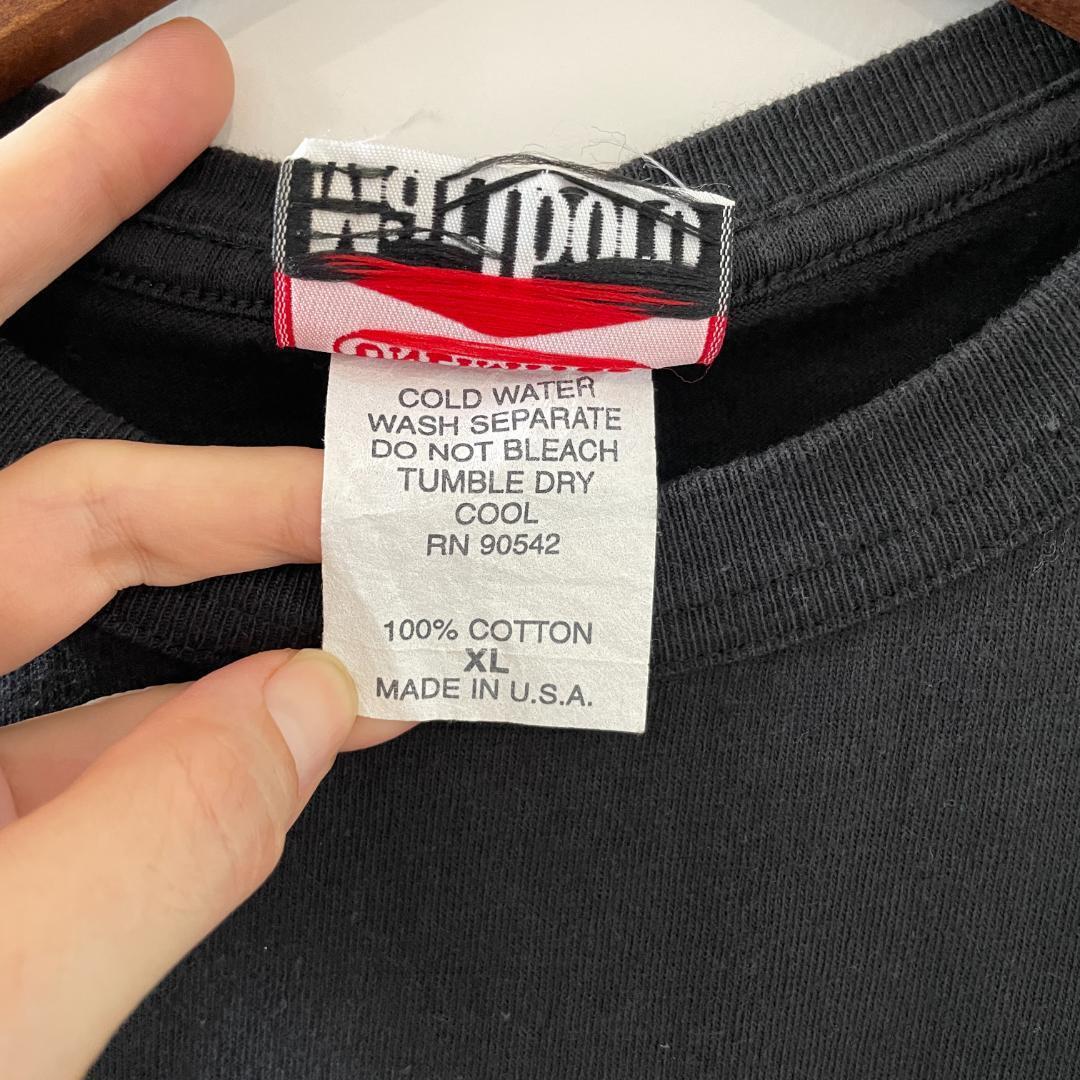 COLD WATER
WASH SEPARATE
DO NOT BLEACH
TUMBLE DRY
COOL
RN 90542
100% COTTON
XL
MADE IN U.S.A.